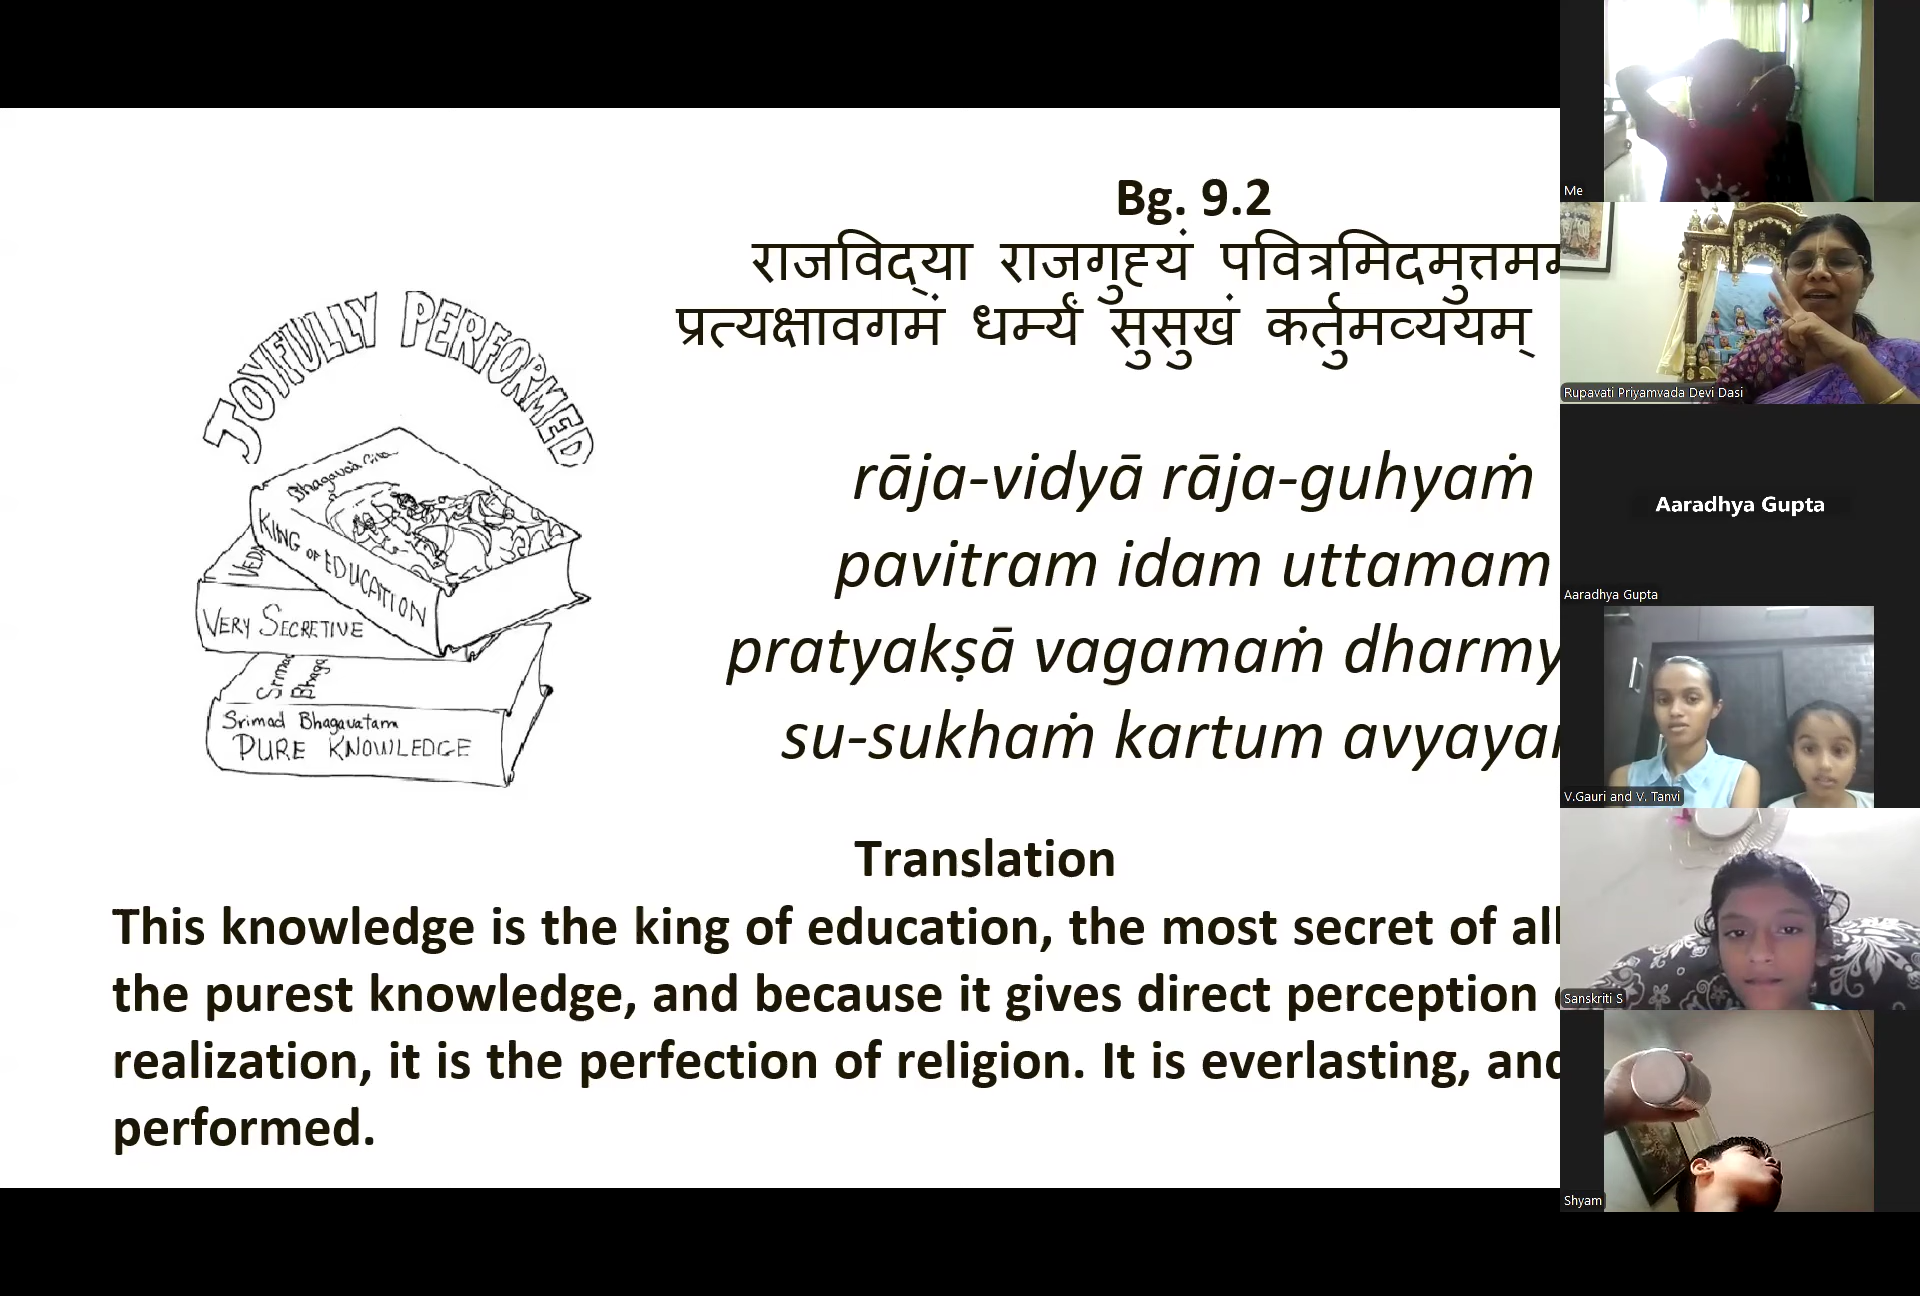 Bg. 9.2
राजविद्या राजगुह्यं पवित्रमिदमुत्तमम
प्रत्यक्षावगमं धर्म्यं सुसुखं कर्तुमव्ययम्
rāja-vidyā rāja-guhyaṁ
pavitram idam uttamam
pratyakṣā vagamaṁ dharmy
su-sukhaṁ kartum avyaya
JOYFULLY PERFORMED
Bhagavad Gita
KING OF EDUCATION
VERY SECRETIVE
Srimad Bhagavatam
PURE KNOWLEDGE
Translation
This knowledge is the king of education, the most secret of all
the purest knowledge, and because it gives direct perception
realization, it is the perfection of religion. It is everlasting, and
performed.
Me
Rupavati Priyamvada Devi Dasi
Aaradhya Gupta
Aaradhya Gupta
V.Gauri and V. Tanvi
Sanskriti S
Shyam